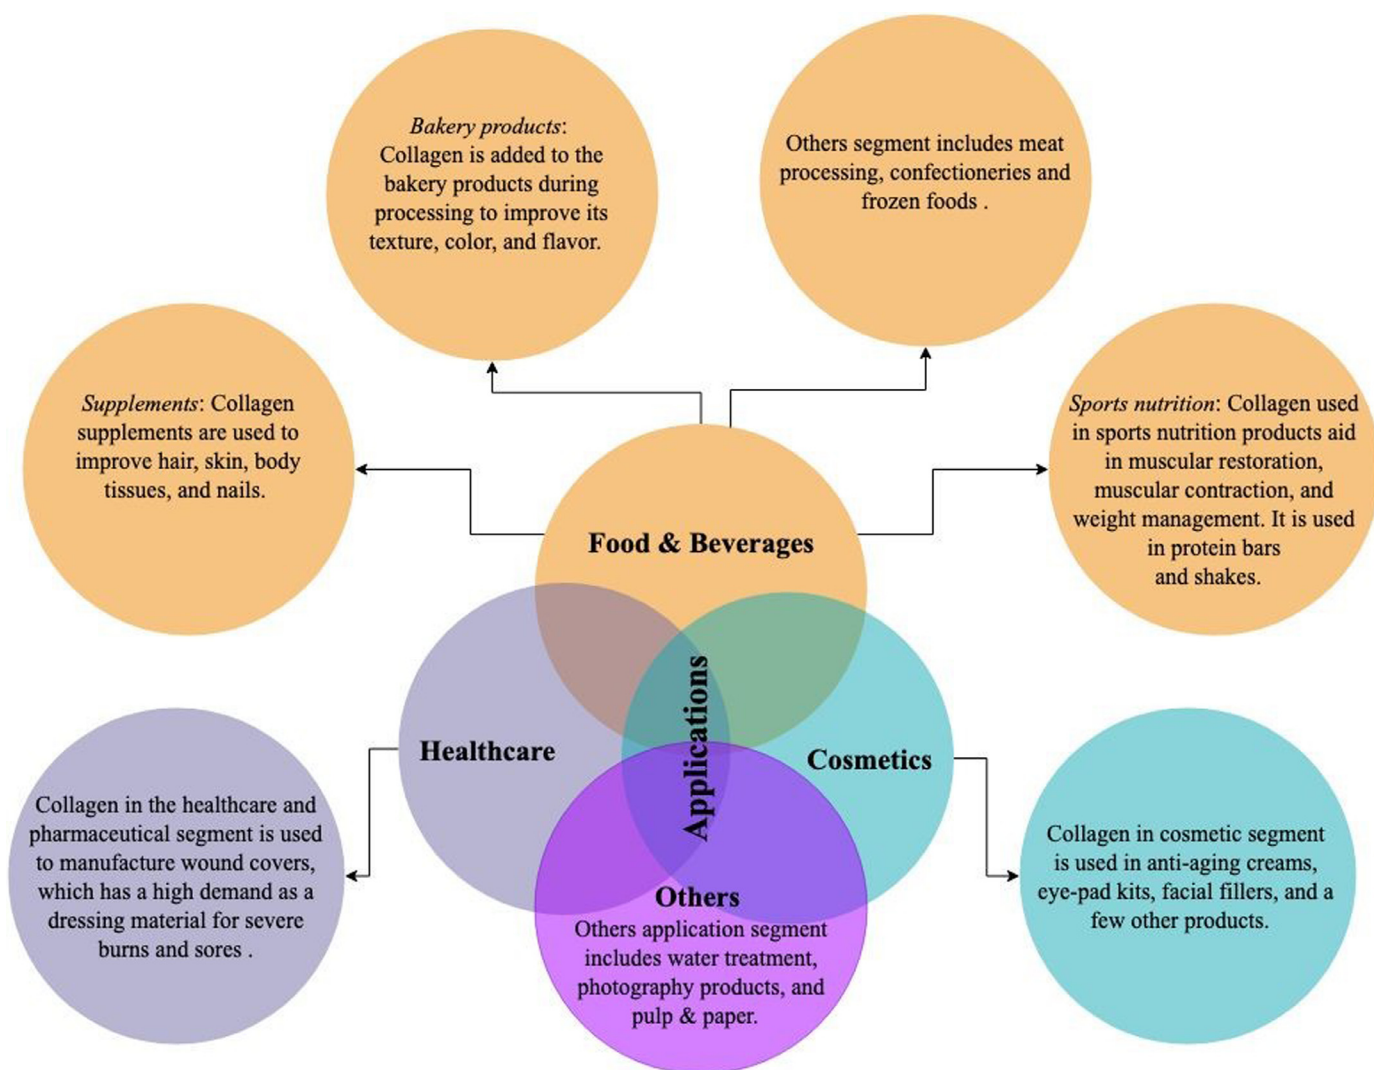 Bakery products:
Collagen is added to the
bakery products during
processing to improve its
texture, color, and flavor.
Others segment includes meat
processing, confectioneries and
frozen foods .
Supplements: Collagen
supplements are used to
improve hair, skin, body
tissues, and nails.
Sports nutrition: Collagen used
in sports nutrition products aid
in muscular restoration,
muscular contraction, and
weight management. It is used
in protein bars
and shakes.
Food & Beverages
Applications
Healthcare
Cosmetics
Collagen in the healthcare and
pharmaceutical segment is used
to manufacture wound covers,
which has a high demand as a
dressing material for severe
burns and sores .
Others
Others application segment
includes water treatment,
photography products, and
pulp & paper.
Collagen in cosmetic segment
is used in anti-aging creams,
eye-pad kits, facial fillers, and a
few other products.